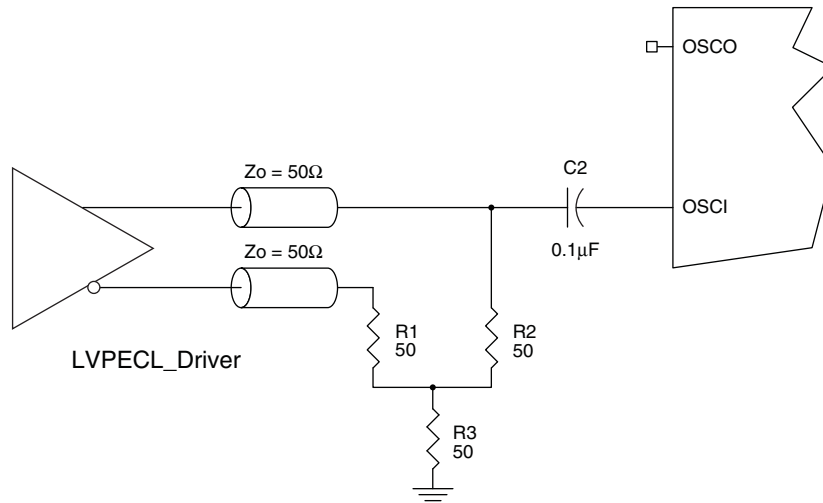 OSCO
Zo = 50Ω
C2
OSCI
0.1μF
Zo = 50Ω
LVPECL_Driver
R1
50
R2
50
R3
50